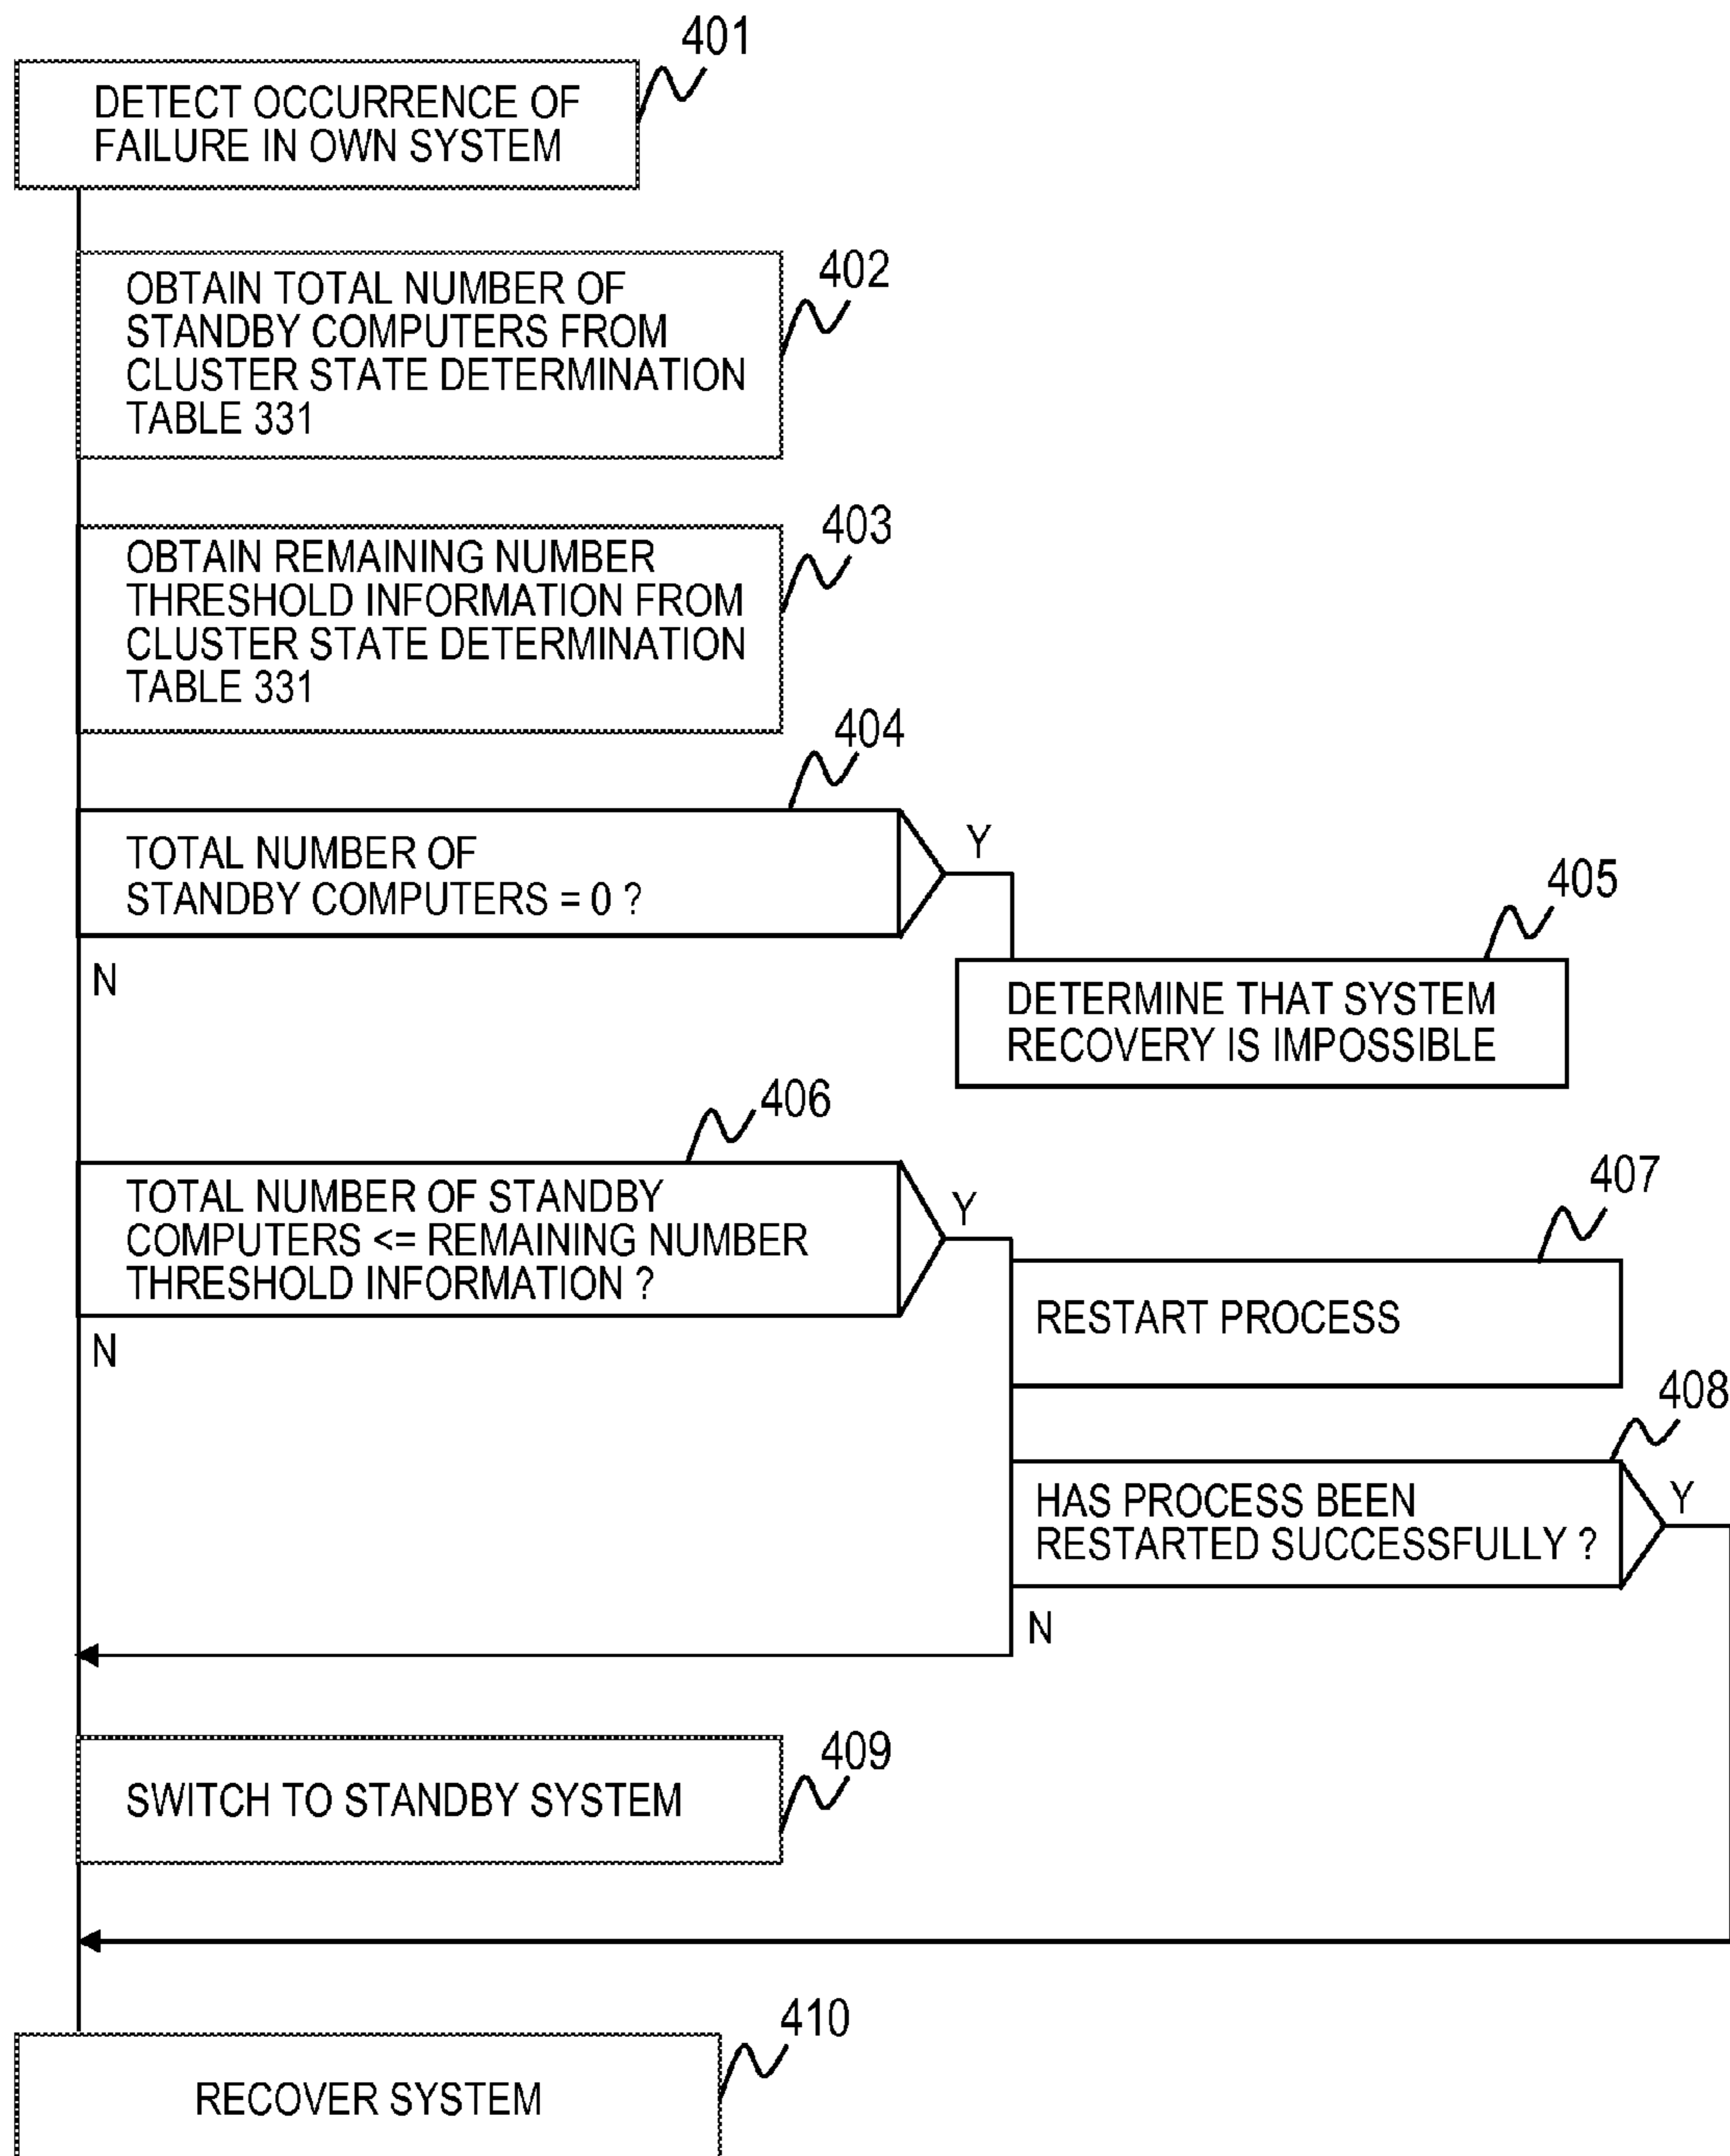 401
DETECT OCCURRENCE OF
FAILURE IN OWN SYSTEM
402
OBTAIN TOTAL NUMBER OF
STANDBY COMPUTERS FROM
CLUSTER STATE DETERMINATION
TABLE 331
403
OBTAIN REMAINING NUMBER
THRESHOLD INFORMATION FROM
CLUSTER STATE DETERMINATION
TABLE 331
404
TOTAL NUMBER OF
STANDBY COMPUTERS = 0 ?
Y
N
405
DETERMINE THAT SYSTEM
RECOVERY IS IMPOSSIBLE
406
TOTAL NUMBER OF STANDBY
COMPUTERS <= REMAINING NUMBER
THRESHOLD INFORMATION ?
Y
N
407
RESTART PROCESS
408
HAS PROCESS BEEN
RESTARTED SUCCESSFULLY ?
Y
N
409
SWITCH TO STANDBY SYSTEM
410
RECOVER SYSTEM